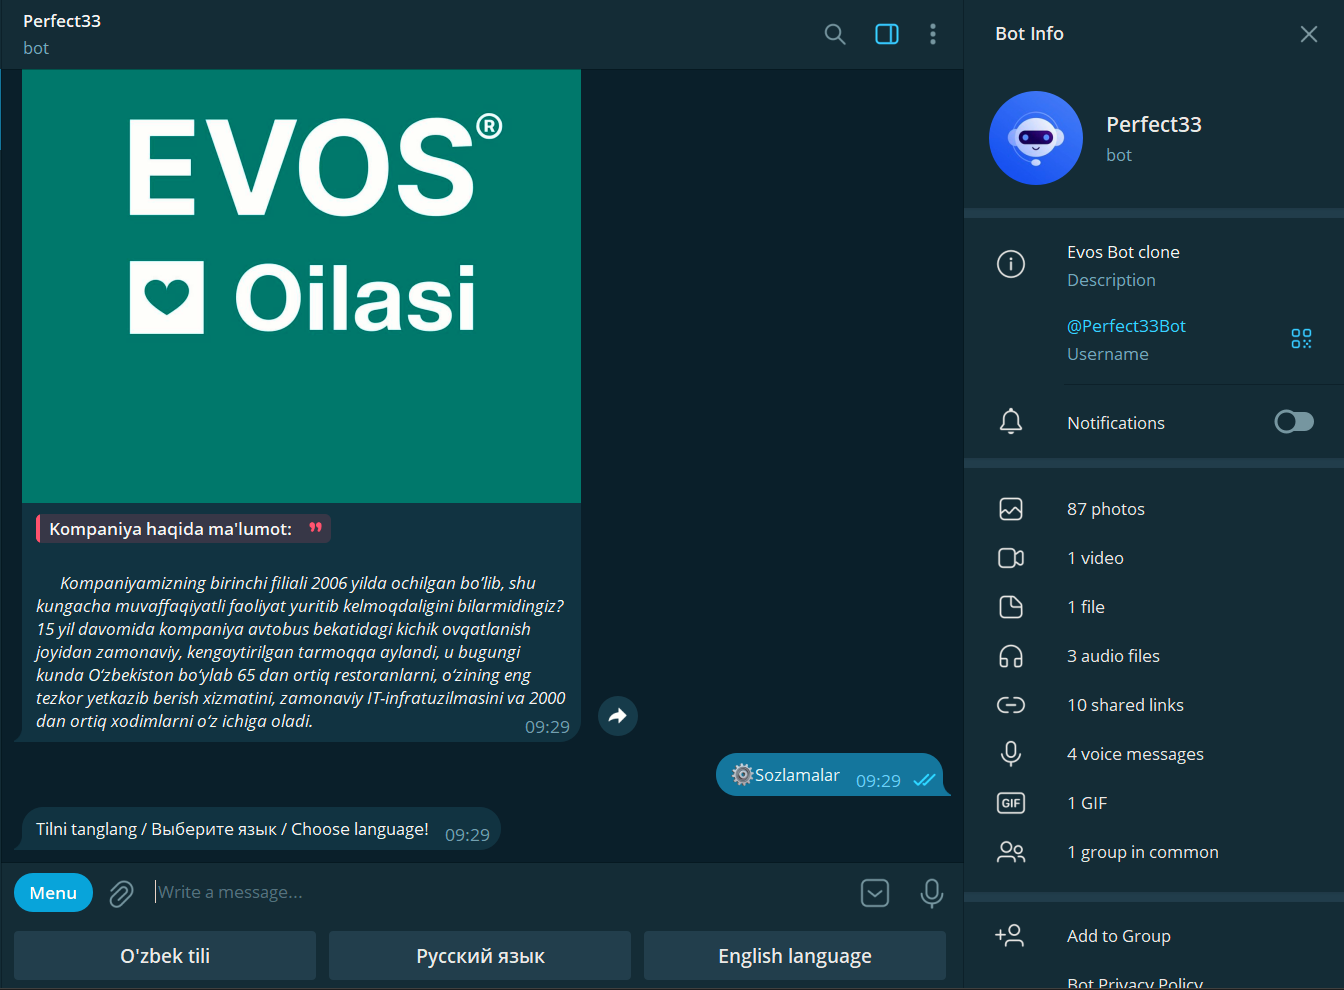 Perfect33
bot
EVOS®
Oilasi
Kompaniya haqida ma'lumot:
Kompaniyamizning birinchi filiali 2006 yilda ochilgan bo‘lib, shu
kungacha muvaffaqiyatli faoliyat yuritib kelmoqdaligini bilarmidingiz?
15 yil davomida kompaniya avtobus bekatidagi kichik ovqatlanish
joyidan zamonaviy, kengaytirilgan tarmoqqa aylandi, u bugungi
kunda O‘zbekiston bo‘ylab 65 dan ortiq restoranlarni, o‘zining eng
tezkor yetkazib berish xizmatini, zamonaviy IT-infratuzilmasini va 2000
dan ortiq xodimlarni o‘z ichiga oladi.
09:29
⚙️Sozlamalar 09:29
Tilni tanglang / Выберите язык / Choose language! 09:29
Menu
Write a message...
O'zbek tili
Русский язык
English language
Bot Info
Perfect33
bot
Evos Bot clone
Description
@Perfect33Bot
Username
Notifications
87 photos
1 video
1 file
3 audio files
10 shared links
4 voice messages
GIF
1 GIF
1 group in common
Add to Group
Bot Privacy Policy